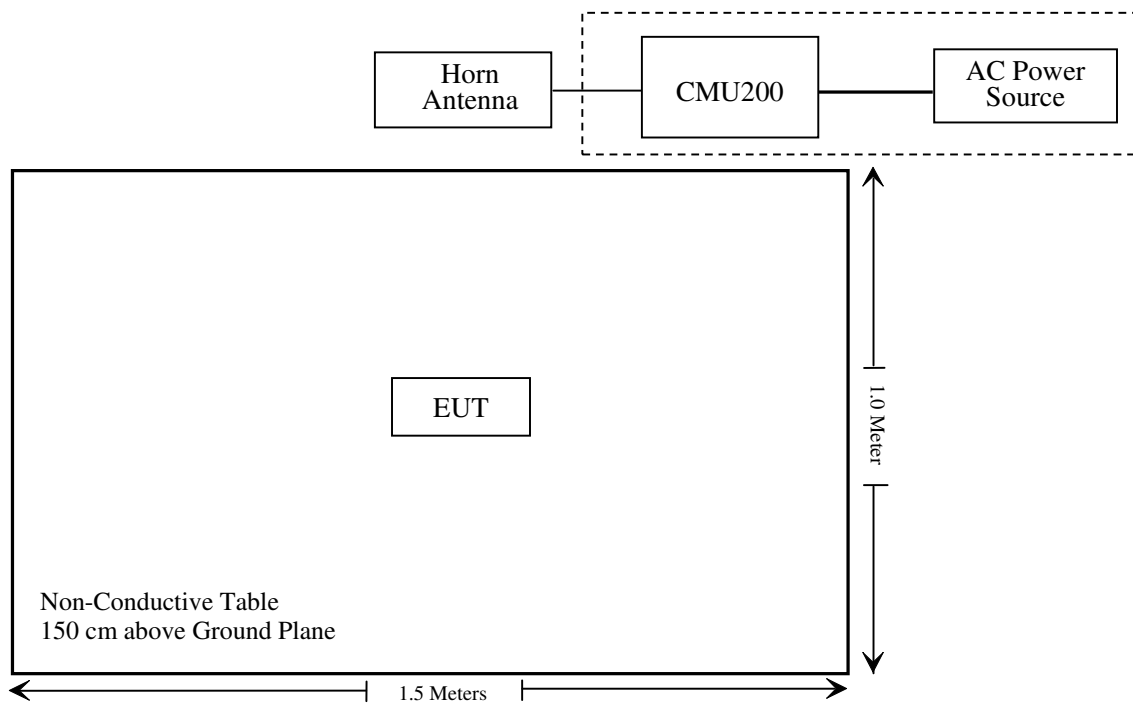 Horn
Antenna
CMU200
AC Power
Source
EUT
1.0 Meter
Non-Conductive Table
150 cm above Ground Plane
1.5 Meters